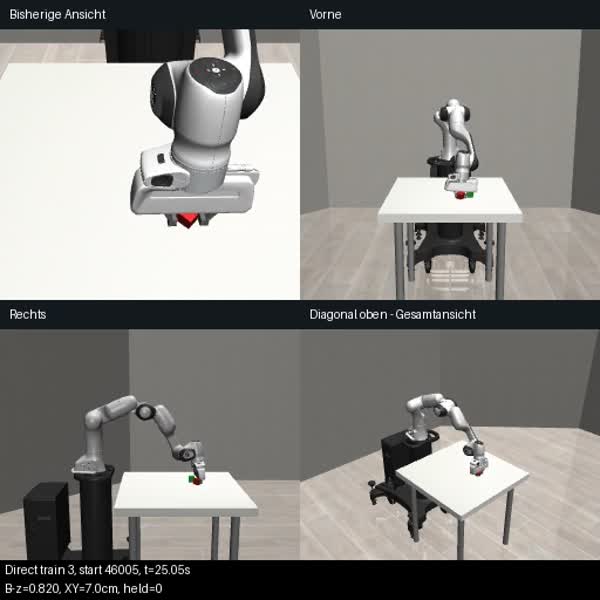 Bisherige Ansicht
Vorne
Rechts
Diagonal oben - Gesamtansicht
Direct train 3, start 46005, t=25.05s
B-z=0.820, XY=7.0cm, held=0